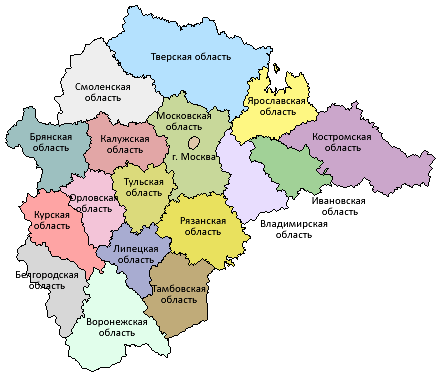 Тверская область
Смоленская
область
Ярославская
область
Московская
область
Брянская
область
Калужская
область
Костромская
область
г. Москва
Тульская
область
Орловская
область
Ивановская
область
Курская
область
Рязанская
область
Владимирская
область
Липецкая
область
Белгородская
область
Тамбовская
область
Воронежская
область